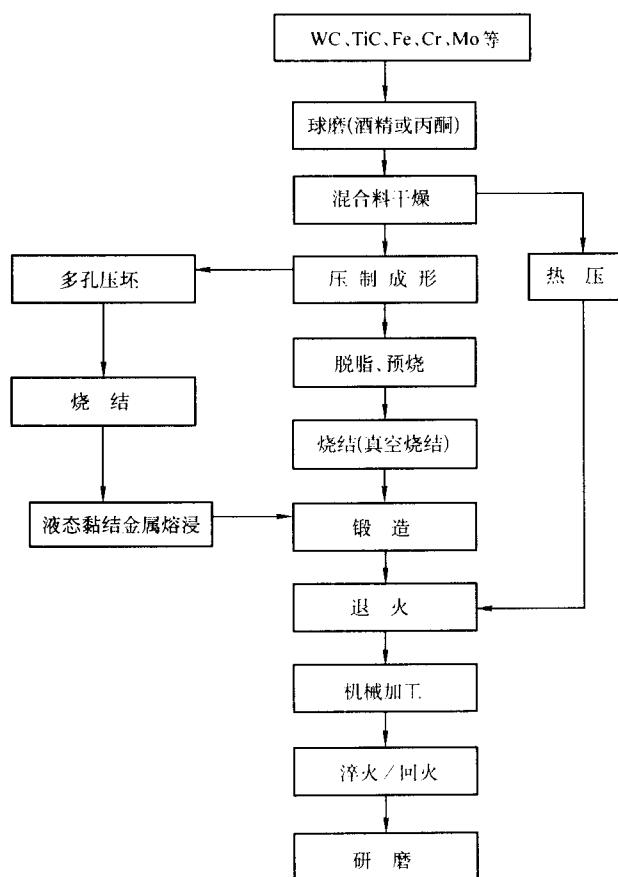 WC、TiC、Fe、Cr、Mo等
球磨(酒精或丙酮)
混合料干燥
多孔压坯
压制成形
热压
脱脂、预烧
烧结
烧结(真空烧结)
液态黏结金属熔浸
锻造
退火
机械加工
淬火/回火
研磨